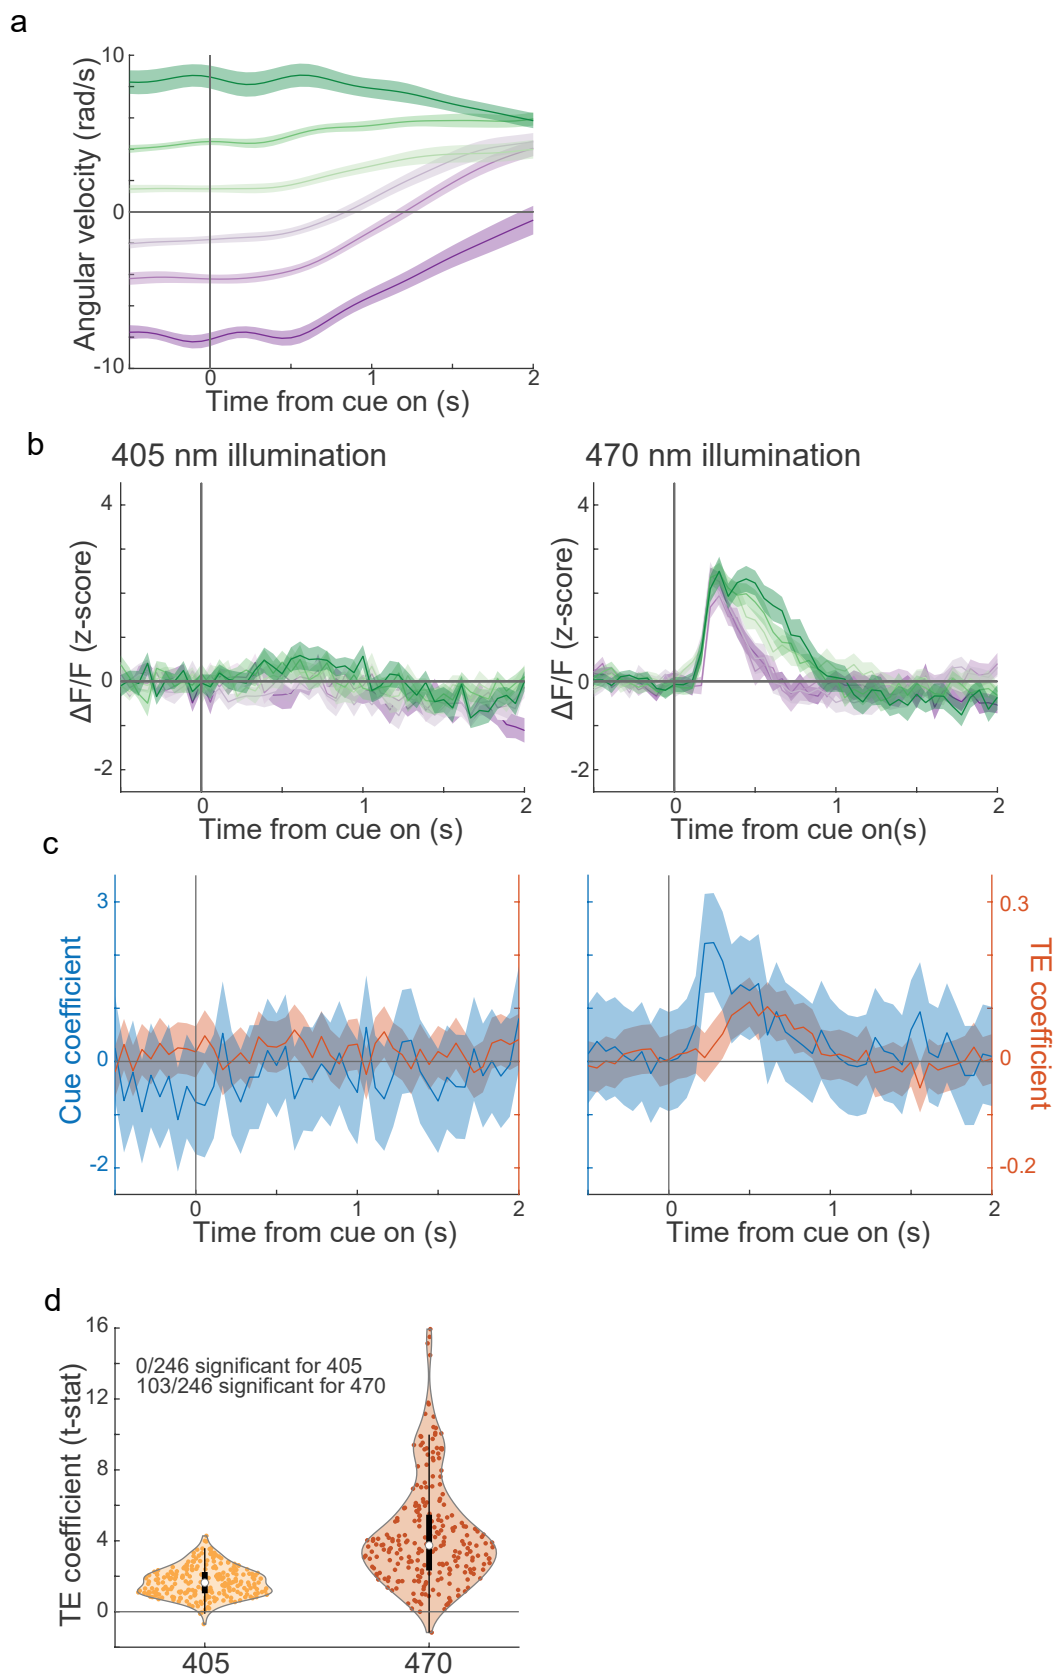 a
10
0
-10
Angular velocity (rad/s)
0
1
2
Time from cue on (s)
b
405 nm illumination
470 nm illumination
4
0
-2
ΔF/F (z-score)
0
1
2
Time from cue on (s)
4
0
-2
ΔF/F (z-score)
0
1
2
Time from cue on(s)
c
3
1
0
-2
Cue coefficient
0
1
2
Time from cue on (s)
0.3
0
-0.2
TE coefficient
0
1
2
Time from cue on (s)
d
16
12
8
4
0
TE coefficient (t-stat)
0/246 significant for 405
103/246 significant for 470
405
470